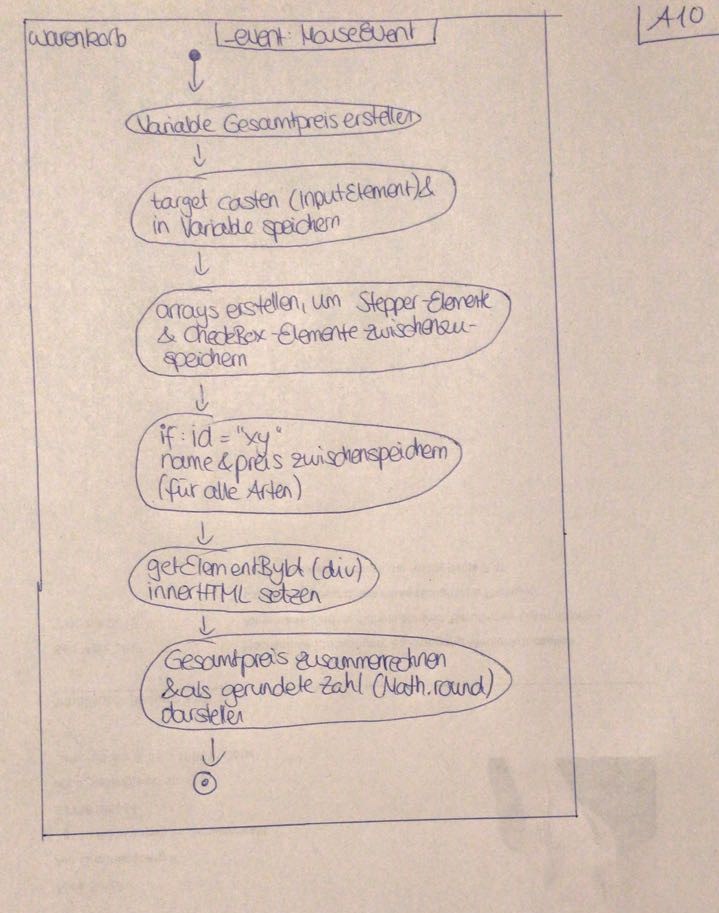 A10
warenkorb
_event: MouseEvent
Variable Gesamtpreis erstellen
target casten (InputElement) &
in Variable speichern
arrays erstellen, um Stepper-Elemente
& CheckBox-Elemente zwischenzu-
speichern
if: id = "xy"
name & preis zwischenspeichern
(für alle Arten)
getElementById (div)
innerHTML setzen
Gesamtpreis zusammenrechnen
& als gerundete Zahl (Math.round)
darstellen